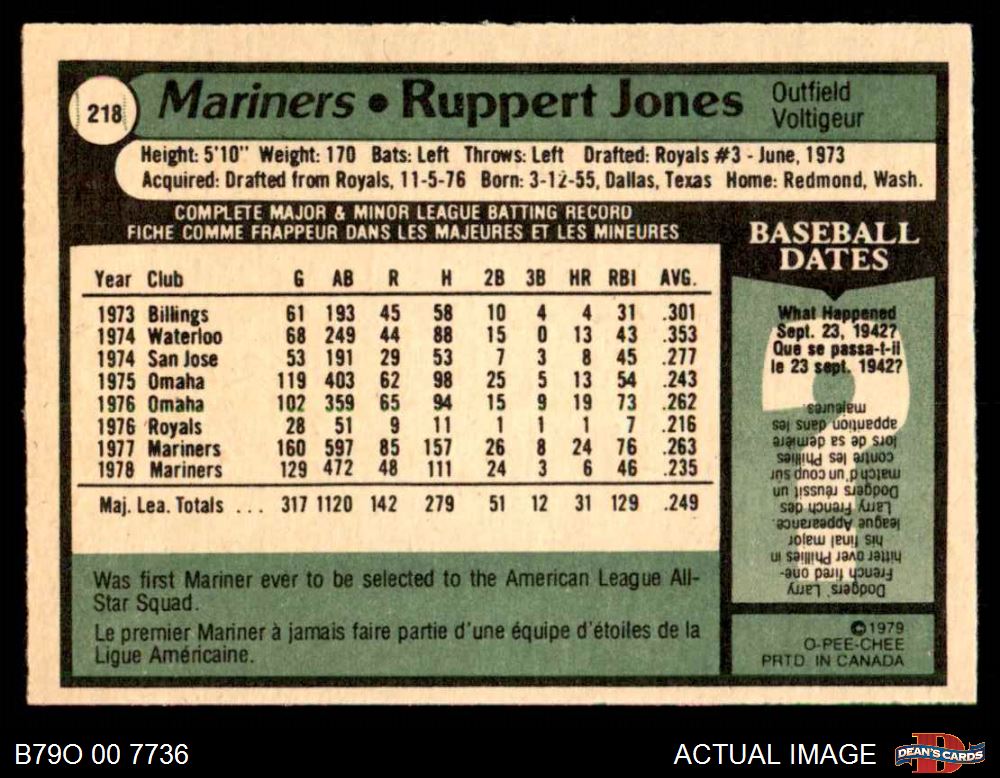 218
Mariners • Ruppert Jones
Outfield
Voltigeur
Height: 5'10" Weight: 170 Bats: Left Throws: Left Drafted: Royals #3 - June, 1973
Acquired: Drafted from Royals, 11-5-76 Born: 3-12-55, Dallas, Texas Home: Redmond, Wash.
COMPLETE MAJOR & MINOR LEAGUE BATTING RECORD
FICHE COMME FRAPPEUR DANS LES MAJEURES ET LES MINEURES
Year Club G AB R H 2B 3B HR RBI AVG.
1973 Billings 61 193 45 58 10 4 4 31 .301
1974 Waterloo 68 249 44 88 15 0 13 43 .353
1974 San Jose 53 191 29 53 7 3 8 45 .277
1975 Omaha 119 403 62 98 25 5 13 54 .243
1976 Omaha 102 359 65 94 15 9 19 73 .262
1976 Royals 28 51 9 11 1 1 1 7 .216
1977 Mariners 160 597 85 157 26 8 24 76 .263
1978 Mariners 129 472 48 111 24 3 6 46 .235
Maj. Lea. Totals ... 317 1120 142 279 51 12 31 129 .249
Was first Mariner ever to be selected to the American League All-
Star Squad.
Le premier Mariner à jamais faire partie d'une équipe d'étoiles de la
Ligue Américaine.
BASEBALL
DATES
What Happened
Sept. 23, 1942?
Que se passa-t-il
le 23 sept. 1942?
Dodgers' Larry
French fired one-
hitter over Phillies in
his final major
league Appearance.
Larry French des
Dodgers réussit un
match d'un coup sur
contre les Phillies
lors de sa dernière
apparition dans les
majeures.
©1979
O-PEE-CHEE
PRTD. IN CANADA
B79O 00 7736
ACTUAL IMAGE
DEAN'S CARDS